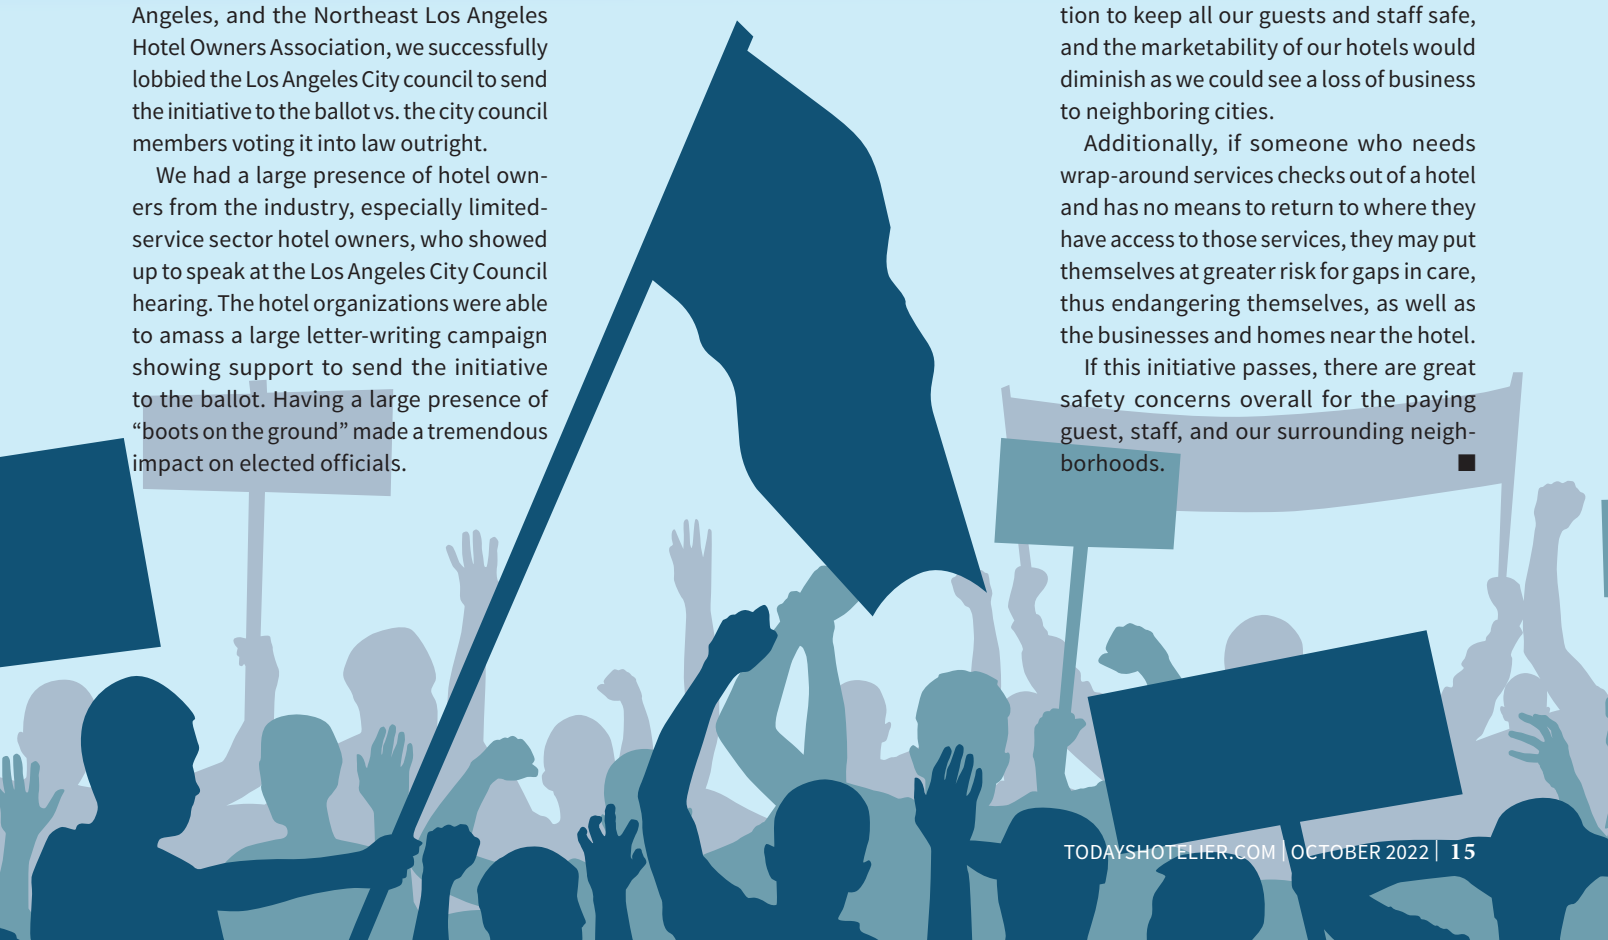 Angeles, and the Northeast Los Angeles
Hotel Owners Association, we successfully
lobbied the Los Angeles City council to send
the initiative to the ballot vs. the city council
members voting it into law outright.
We had a large presence of hotel own-
ers from the industry, especially limited-
service sector hotel owners, who showed
up to speak at the Los Angeles City Council
hearing. The hotel organizations were able
to amass a large letter-writing campaign
showing support to send the initiative
to the ballot. Having a large presence of
“boots on the ground” made a tremendous
impact on elected officials.
tion to keep all our guests and staff safe,
and the marketability of our hotels would
diminish as we could see a loss of business
to neighboring cities.
Additionally, if someone who needs
wrap-around services checks out of a hotel
and has no means to return to where they
have access to those services, they may put
themselves at greater risk for gaps in care,
thus endangering themselves, as well as
the businesses and homes near the hotel.
If this initiative passes, there are great
safety concerns overall for the paying
guest, staff, and our surrounding neigh-
borhoods. ■
TODAYSHOTELIER.COM | OCTOBER 2022 | 15